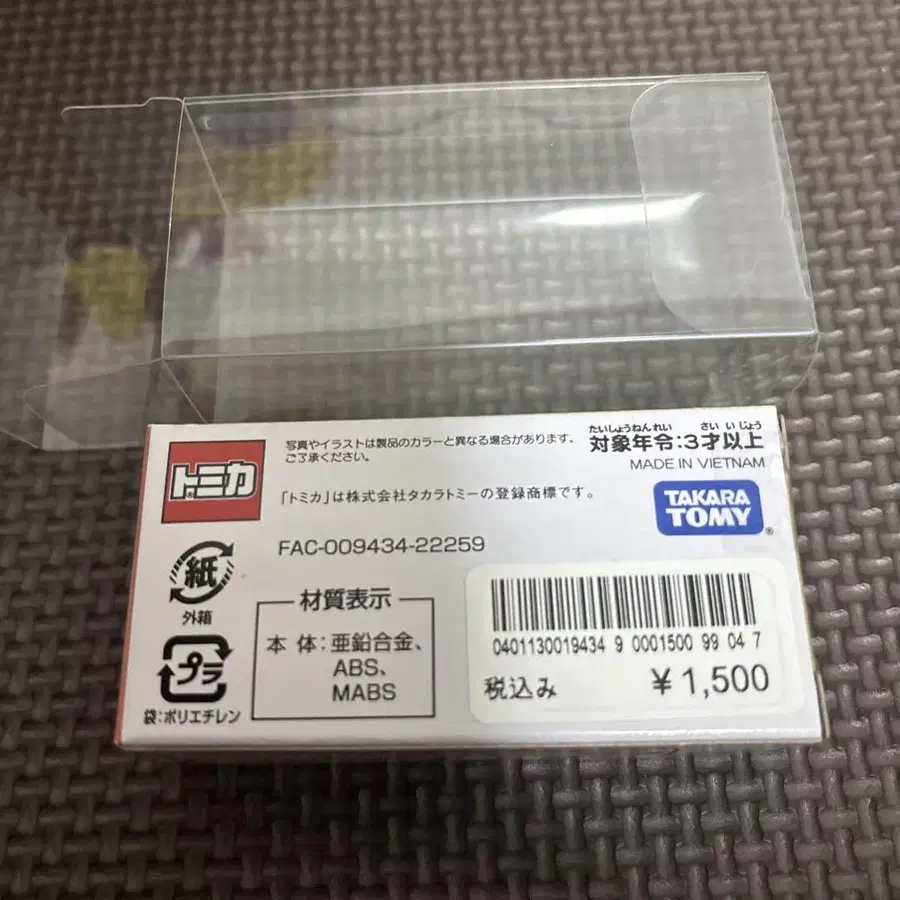 トミカ®
写真やイラストは製品のカラーと異なる場合があります。
ご了承ください。
「トミカ」は株式会社タカラトミーの登録商標です。
たいしょうねんれい さい いじょう
対象年令:3才以上
MADE IN VIETNAM
TAKARA
TOMY®
FAC-009434-22259
紙
外箱
プラ
袋:ポリエチレン
材質表示
本 体:亜鉛合金、
ABS、
MABS
0401130019434 9 0001500 99 04 7
税込み ¥1,500